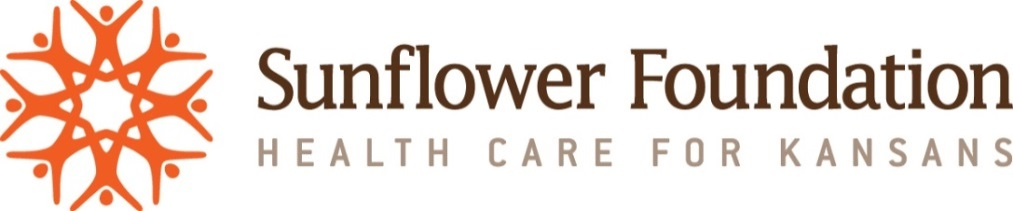 Sunflower Foundation
HEALTH CARE FOR KANSANS